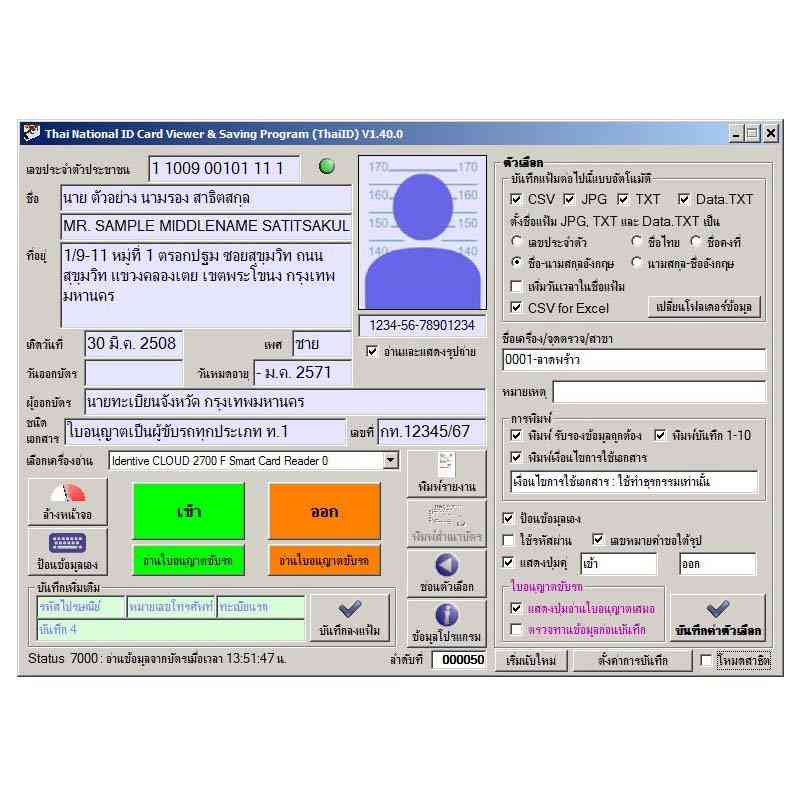 Thai National ID Card Viewer & Saving Program (ThaiID) V1.40.0
เลขประจำตัวประชาชน 1 1009 00101 11 1
ชื่อ นาย ตัวอย่าง นามรอง สาธิตสกุล
MR. SAMPLE MIDDLENAME SATITSAKUL
ที่อยู่ 1/9-11 หมู่ที่ 1 ตรอกปฐม ซอยสุขุมวิท ถนน
สุขุมวิท แขวงคลองเตย เขตพระโขนง กรุงเทพ
มหานคร
170 170
160 160
150 150
140 140
1234-56-78901234
เกิดวันที่ 30 มี.ค. 2508 เพศ ชาย
อ่านและแสดงรูปถ่าย
วันออกบัตร วันหมดอายุ - ม.ค. 2571
ผู้ออกบัตร นายทะเบียนจังหวัด กรุงเทพมหานคร
ชนิด
เอกสาร ใบอนุญาตเป็นผู้ขับรถทุกประเภท ท.1 เลขที่ กท.12345/67
เลือกเครื่องอ่าน Identive CLOUD 2700 F Smart Card Reader 0
ล้างหน้าจอ
ป้อนข้อมูลเอง
เข้า
ออก
อ่านใบอนุญาตขับรถ
อ่านใบอนุญาตขับรถ
พิมพ์รายงาน
พิมพ์สำเนาบัตร
ซ่อนตัวเลือก
ข้อมูลโปรแกรม
บันทึกเพิ่มเติม
รหัสไปรษณีย์ หมายเลขโทรศัพท์ ทะเบียนรถ
บันทึก 4
บันทึกลงแฟ้ม
Status 7000 : อ่านข้อมูลจากบัตรเมื่อเวลา 13:51:47 น.
ลำดับที่ 000050
ตัวเลือก
บันทึกแฟ้มต่อไปนี้แบบอัตโนมัติ
CSV JPG TXT Data.TXT
ตั้งชื่อแฟ้ม JPG, TXT และ Data.TXT เป็น
เลขประจำตัว ชื่อไทย ชื่อคงที่
ชื่อ-นามสกุลอังกฤษ นามสกุล-ชื่ออังกฤษ
เพิ่มวันเวลาในชื่อแฟ้ม
CSV for Excel เปลี่ยนโฟลเดอร์ข้อมูล
ชื่อเครื่อง/จุดตรวจ/สาขา
0001-ลาดพร้าว
หมายเหตุ
การพิมพ์
พิมพ์ รับรองข้อมูลถูกต้อง พิมพ์บันทึก 1-10
พิมพ์เงื่อนไขการใช้เอกสาร
เงื่อนไขการใช้เอกสาร : ใช้ทำธุรกรรมเท่านั้น
ป้อนข้อมูลเอง
ใช้รหัสผ่าน เลขหมายคำขอใต้รูป
แสดงปุ่มคู่ เข้า ออก
ใบอนุญาตขับรถ
แสดงปุ่มอ่านใบอนุญาตเสมอ
ตรวจทานข้อมูลก่อนบันทึก
บันทึกค่าตัวเลือก
เริ่มนับใหม่ ตั้งค่าการบันทึก โหมดสาธิต